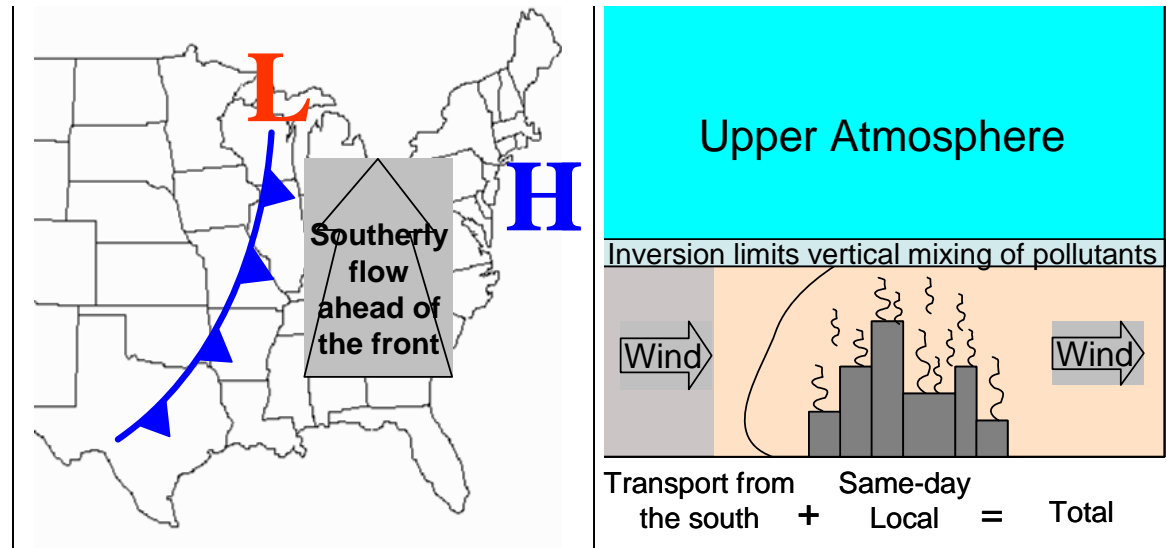 L
H
Southerly
flow
ahead of
the front
Upper Atmosphere
Inversion limits vertical mixing of pollutants
Wind
Wind
Transport from
the south
+
Same-day
Local
=
Total